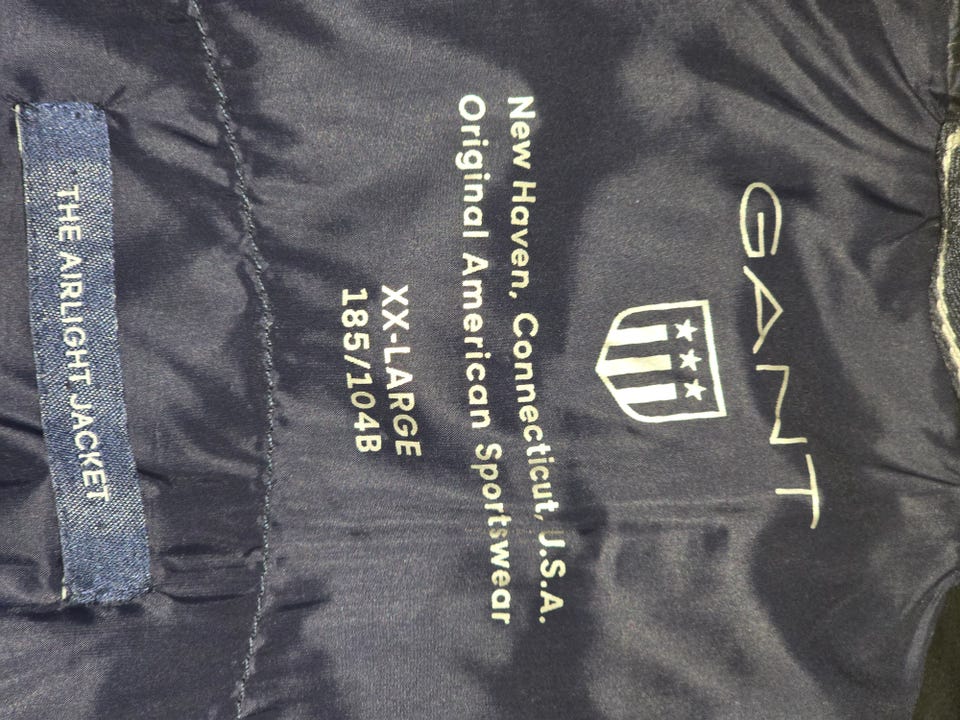 GANT
New Haven, Connecticut, U.S.A.
Original American Sportswear
XX-LARGE
185/104B
THE AIRLIGHT JACKET